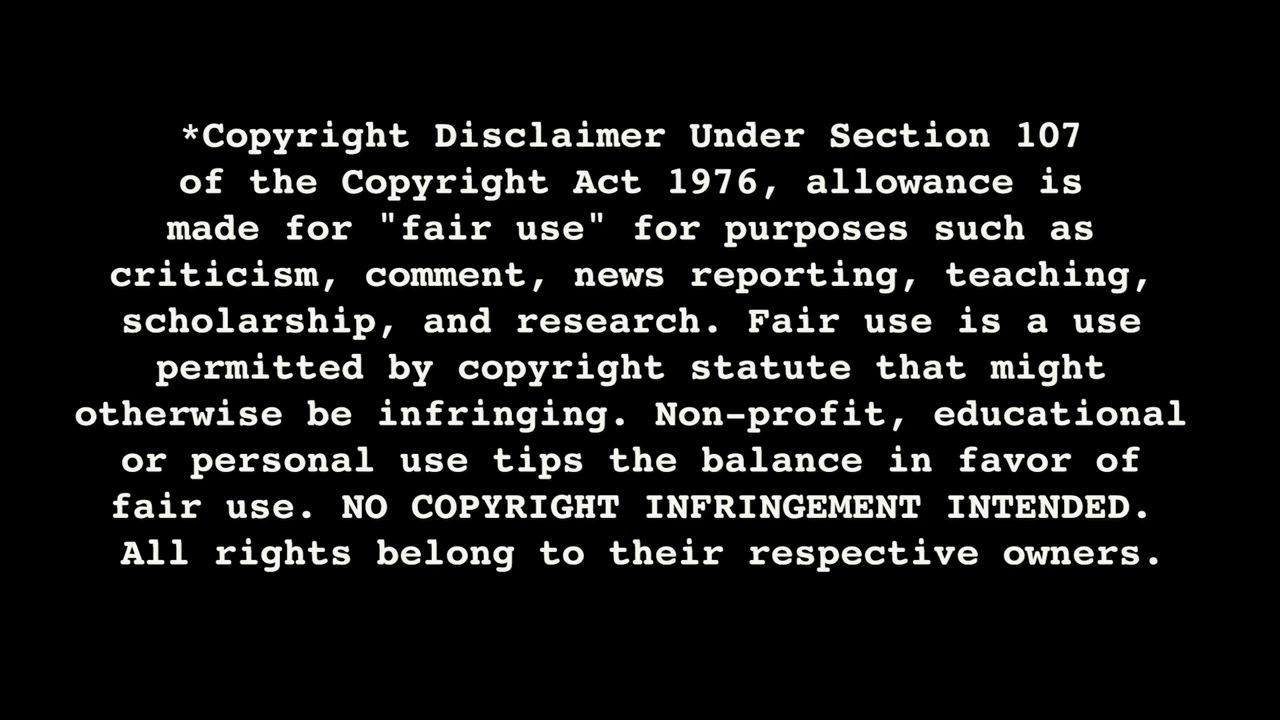 *Copyright Disclaimer Under Section 107
of the Copyright Act 1976, allowance is
made for "fair use" for purposes such as
criticism, comment, news reporting, teaching,
scholarship, and research. Fair use is a use
permitted by copyright statute that might
otherwise be infringing. Non-profit, educational
or personal use tips the balance in favor of
fair use. NO COPYRIGHT INFRINGEMENT INTENDED.
All rights belong to their respective owners.